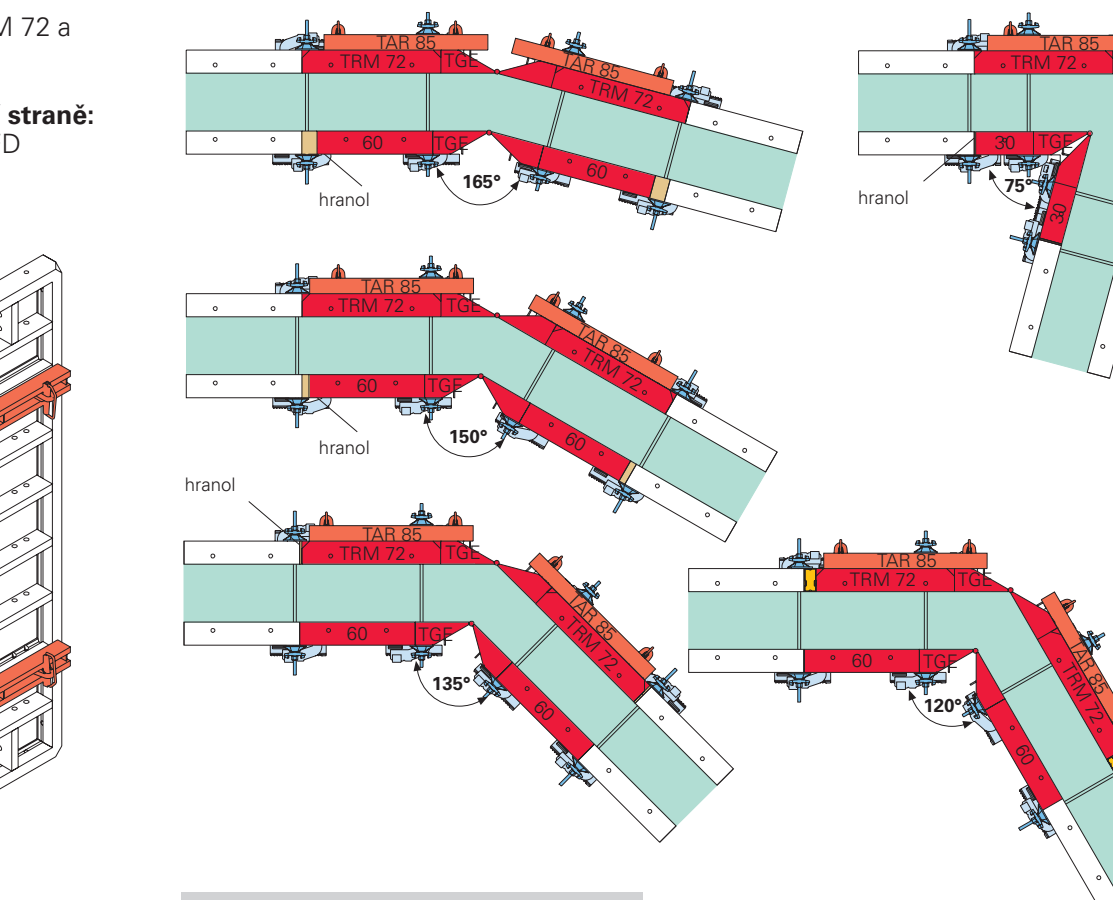 M 72 a
straně:
D
TAR 85
TRM 72
TGE
TAR 85
TRM 72
60
TGE
60
165°
hranol
TAR 85
TRM 72
30
TGE
30
75°
hranol
TAR 85
TRM 72
TGE
TAR 85
TRM 72
60
TGE
60
150°
hranol
hranol
TAR 85
TRM 72
TGE
TAR 85
TRM 72
60
TGE
60
135°
TAR 85
TRM 72
TGE
TAR 85
TRM 72
60
TGE
60
120°